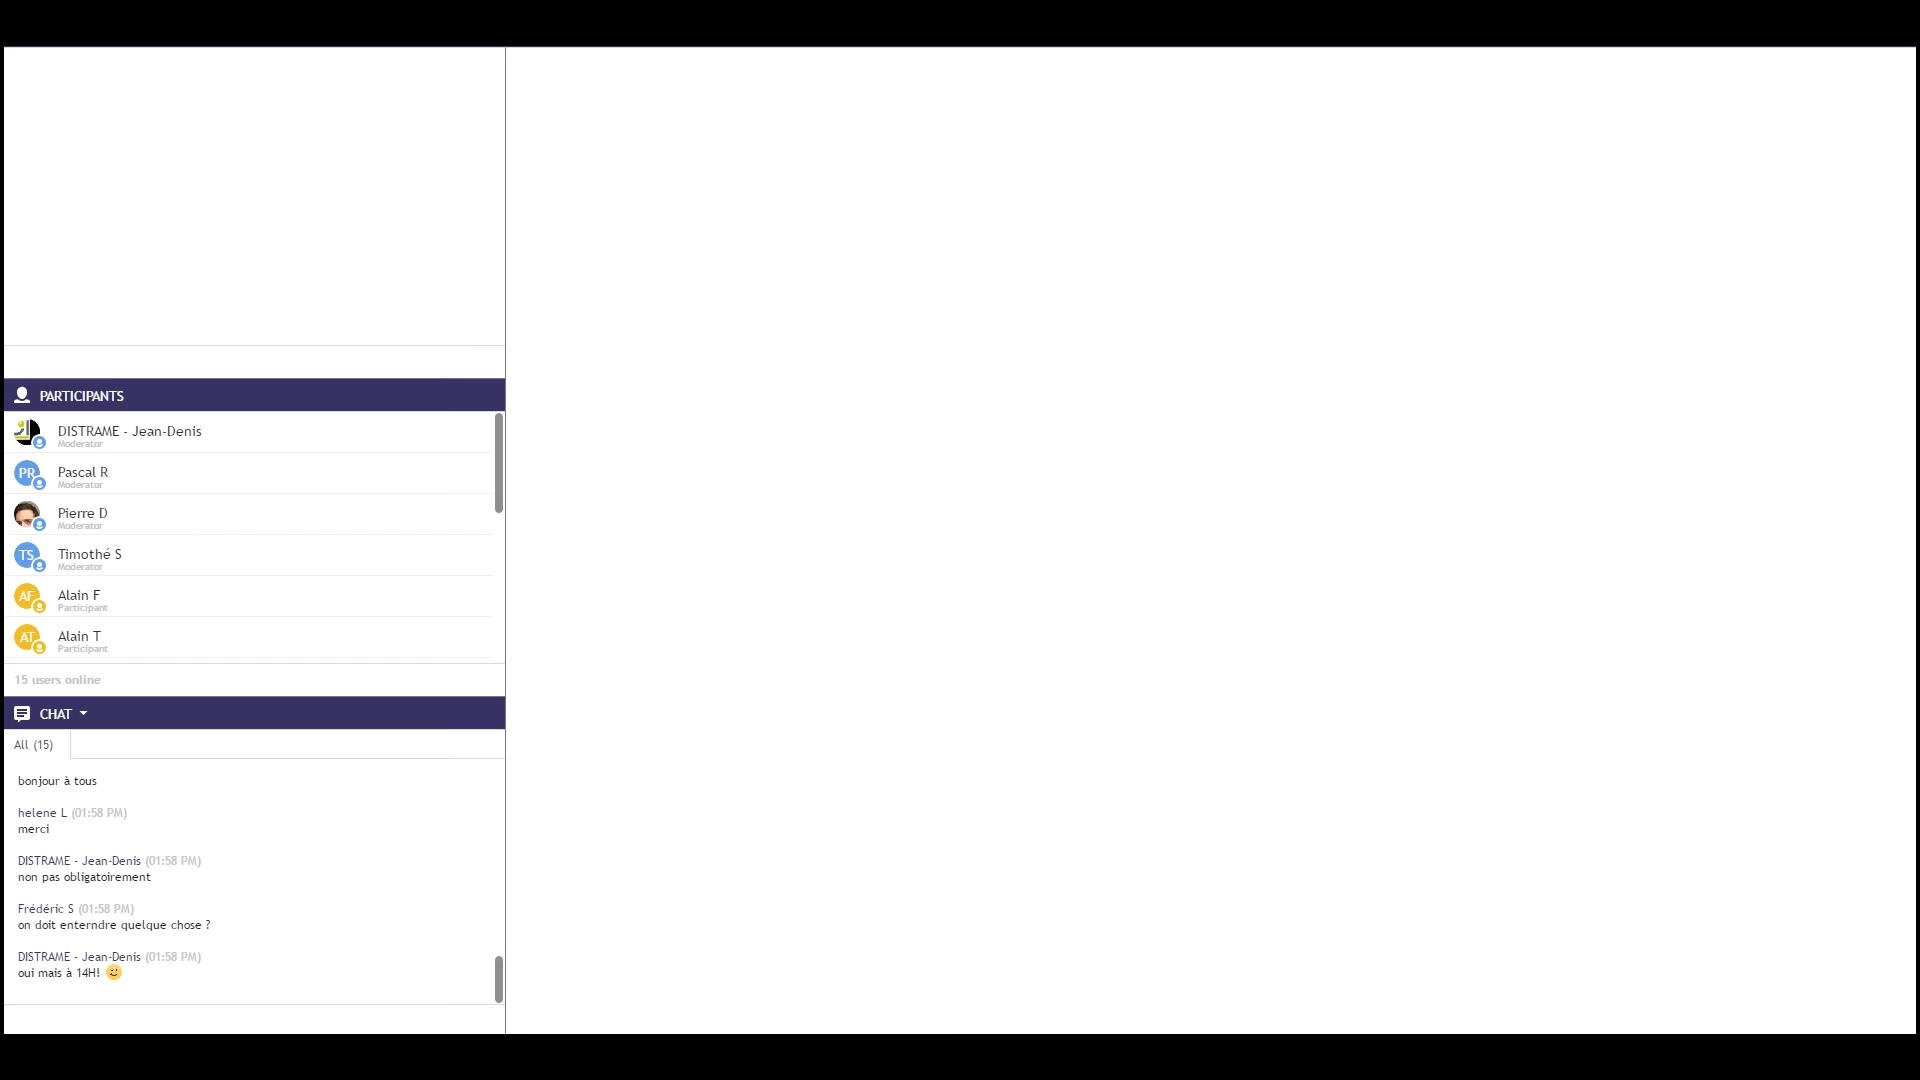 PARTICIPANTS
DISTRAME - Jean-Denis
Moderator
PR
Pascal R
Moderator
Pierre D
Moderator
TS
Timothé S
Moderator
AF
Alain F
Participant
AT
Alain T
Participant
15 users online
CHAT
All (15)
bonjour à tous
helene L (01:58 PM)
merci
DISTRAME - Jean-Denis (01:58 PM)
non pas obligatoirement
Frédéric S (01:58 PM)
on doit enterndre quelque chose ?
DISTRAME - Jean-Denis (01:58 PM)
oui mais à 14H! 🙂